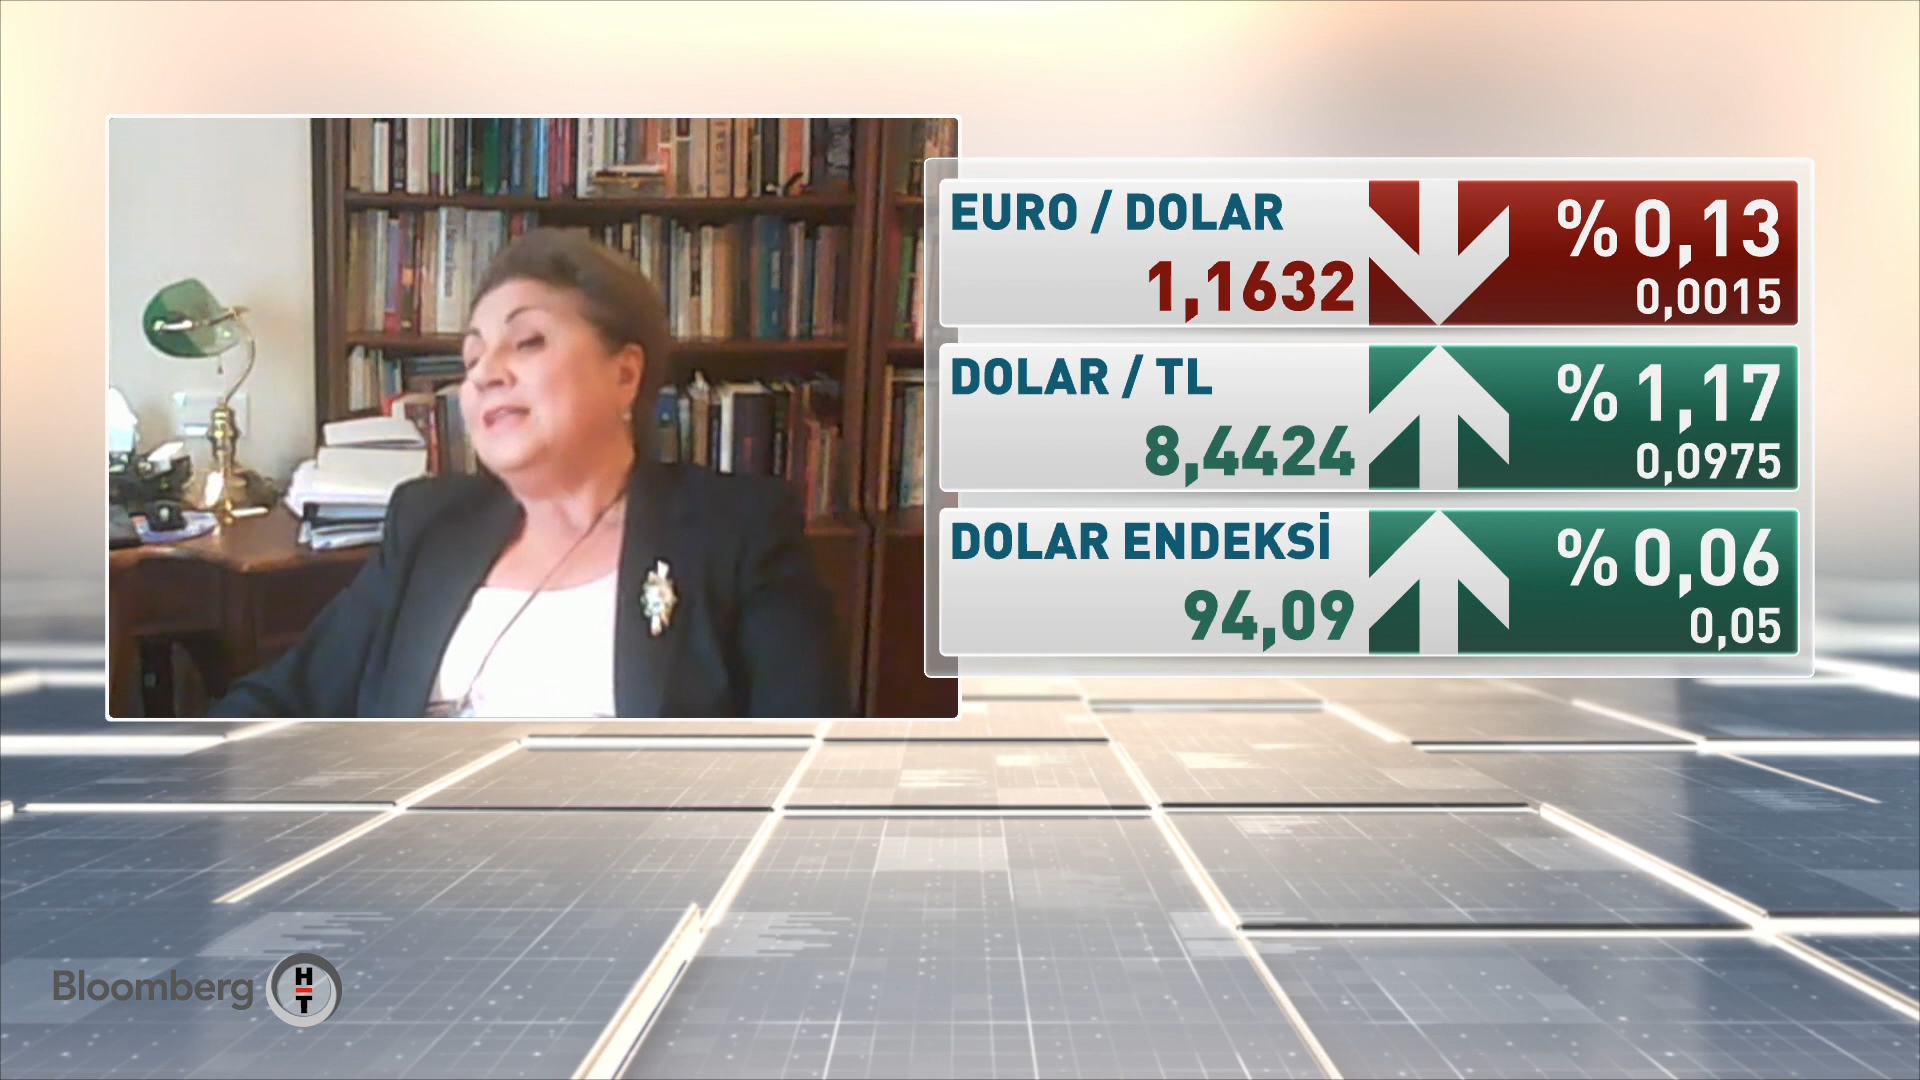 EURO / DOLAR
1,1632
% 0,13
0,0015
DOLAR / TL
8,4424
% 1,17
0,0975
DOLAR ENDEKSİ
94,09
% 0,06
0,05
Bloomberg HT